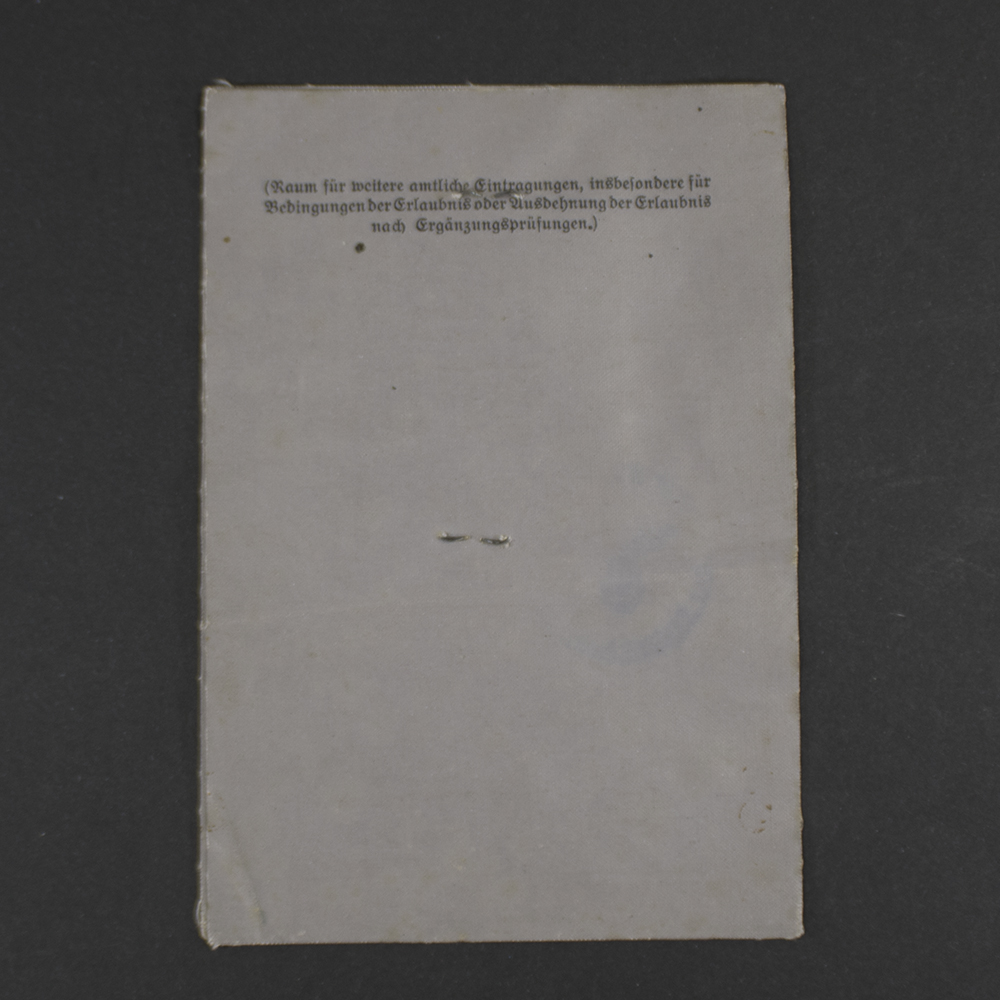 (Raum für weitere amtliche Eintragungen, insbesondere für
Bedingungen der Erlaubnis oder Ausdehnung der Erlaubnis
nach Ergänzungsprüfungen.)